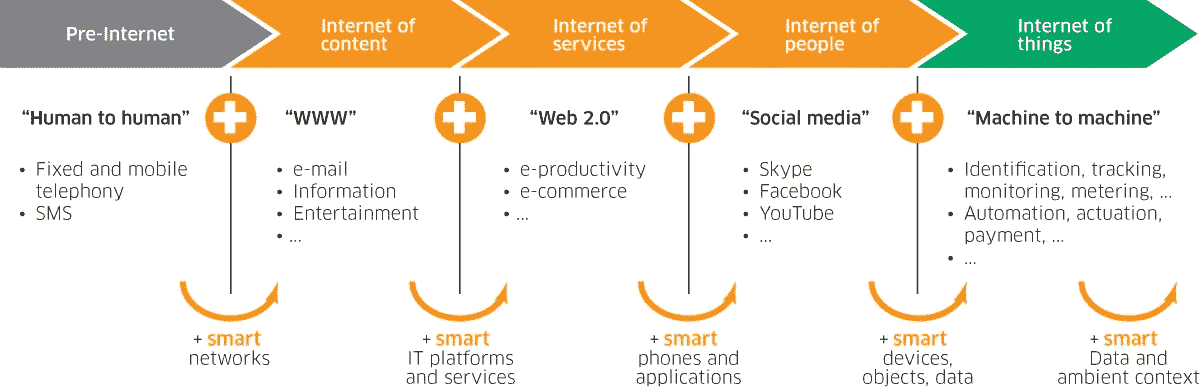 Pre-Internet
Internet of
content
Internet of
services
Internet of
people
Internet of
things
“Human to human”
“WWW”
“Web 2.0”
“Social media”
“Machine to machine”
• Fixed and mobile
telephony
• SMS
• e-mail
• Information
• Entertainment
• ...
• e-productivity
• e-commerce
• ...
• Skype
• Facebook
• YouTube
• ...
• Identification, tracking,
monitoring, metering, ...
• Automation, actuation,
payment, ...
• ...
+ smart
networks
+ smart
IT platforms
and services
+ smart
phones and
applications
+ smart
devices,
objects, data
+ smart
Data and
ambient context